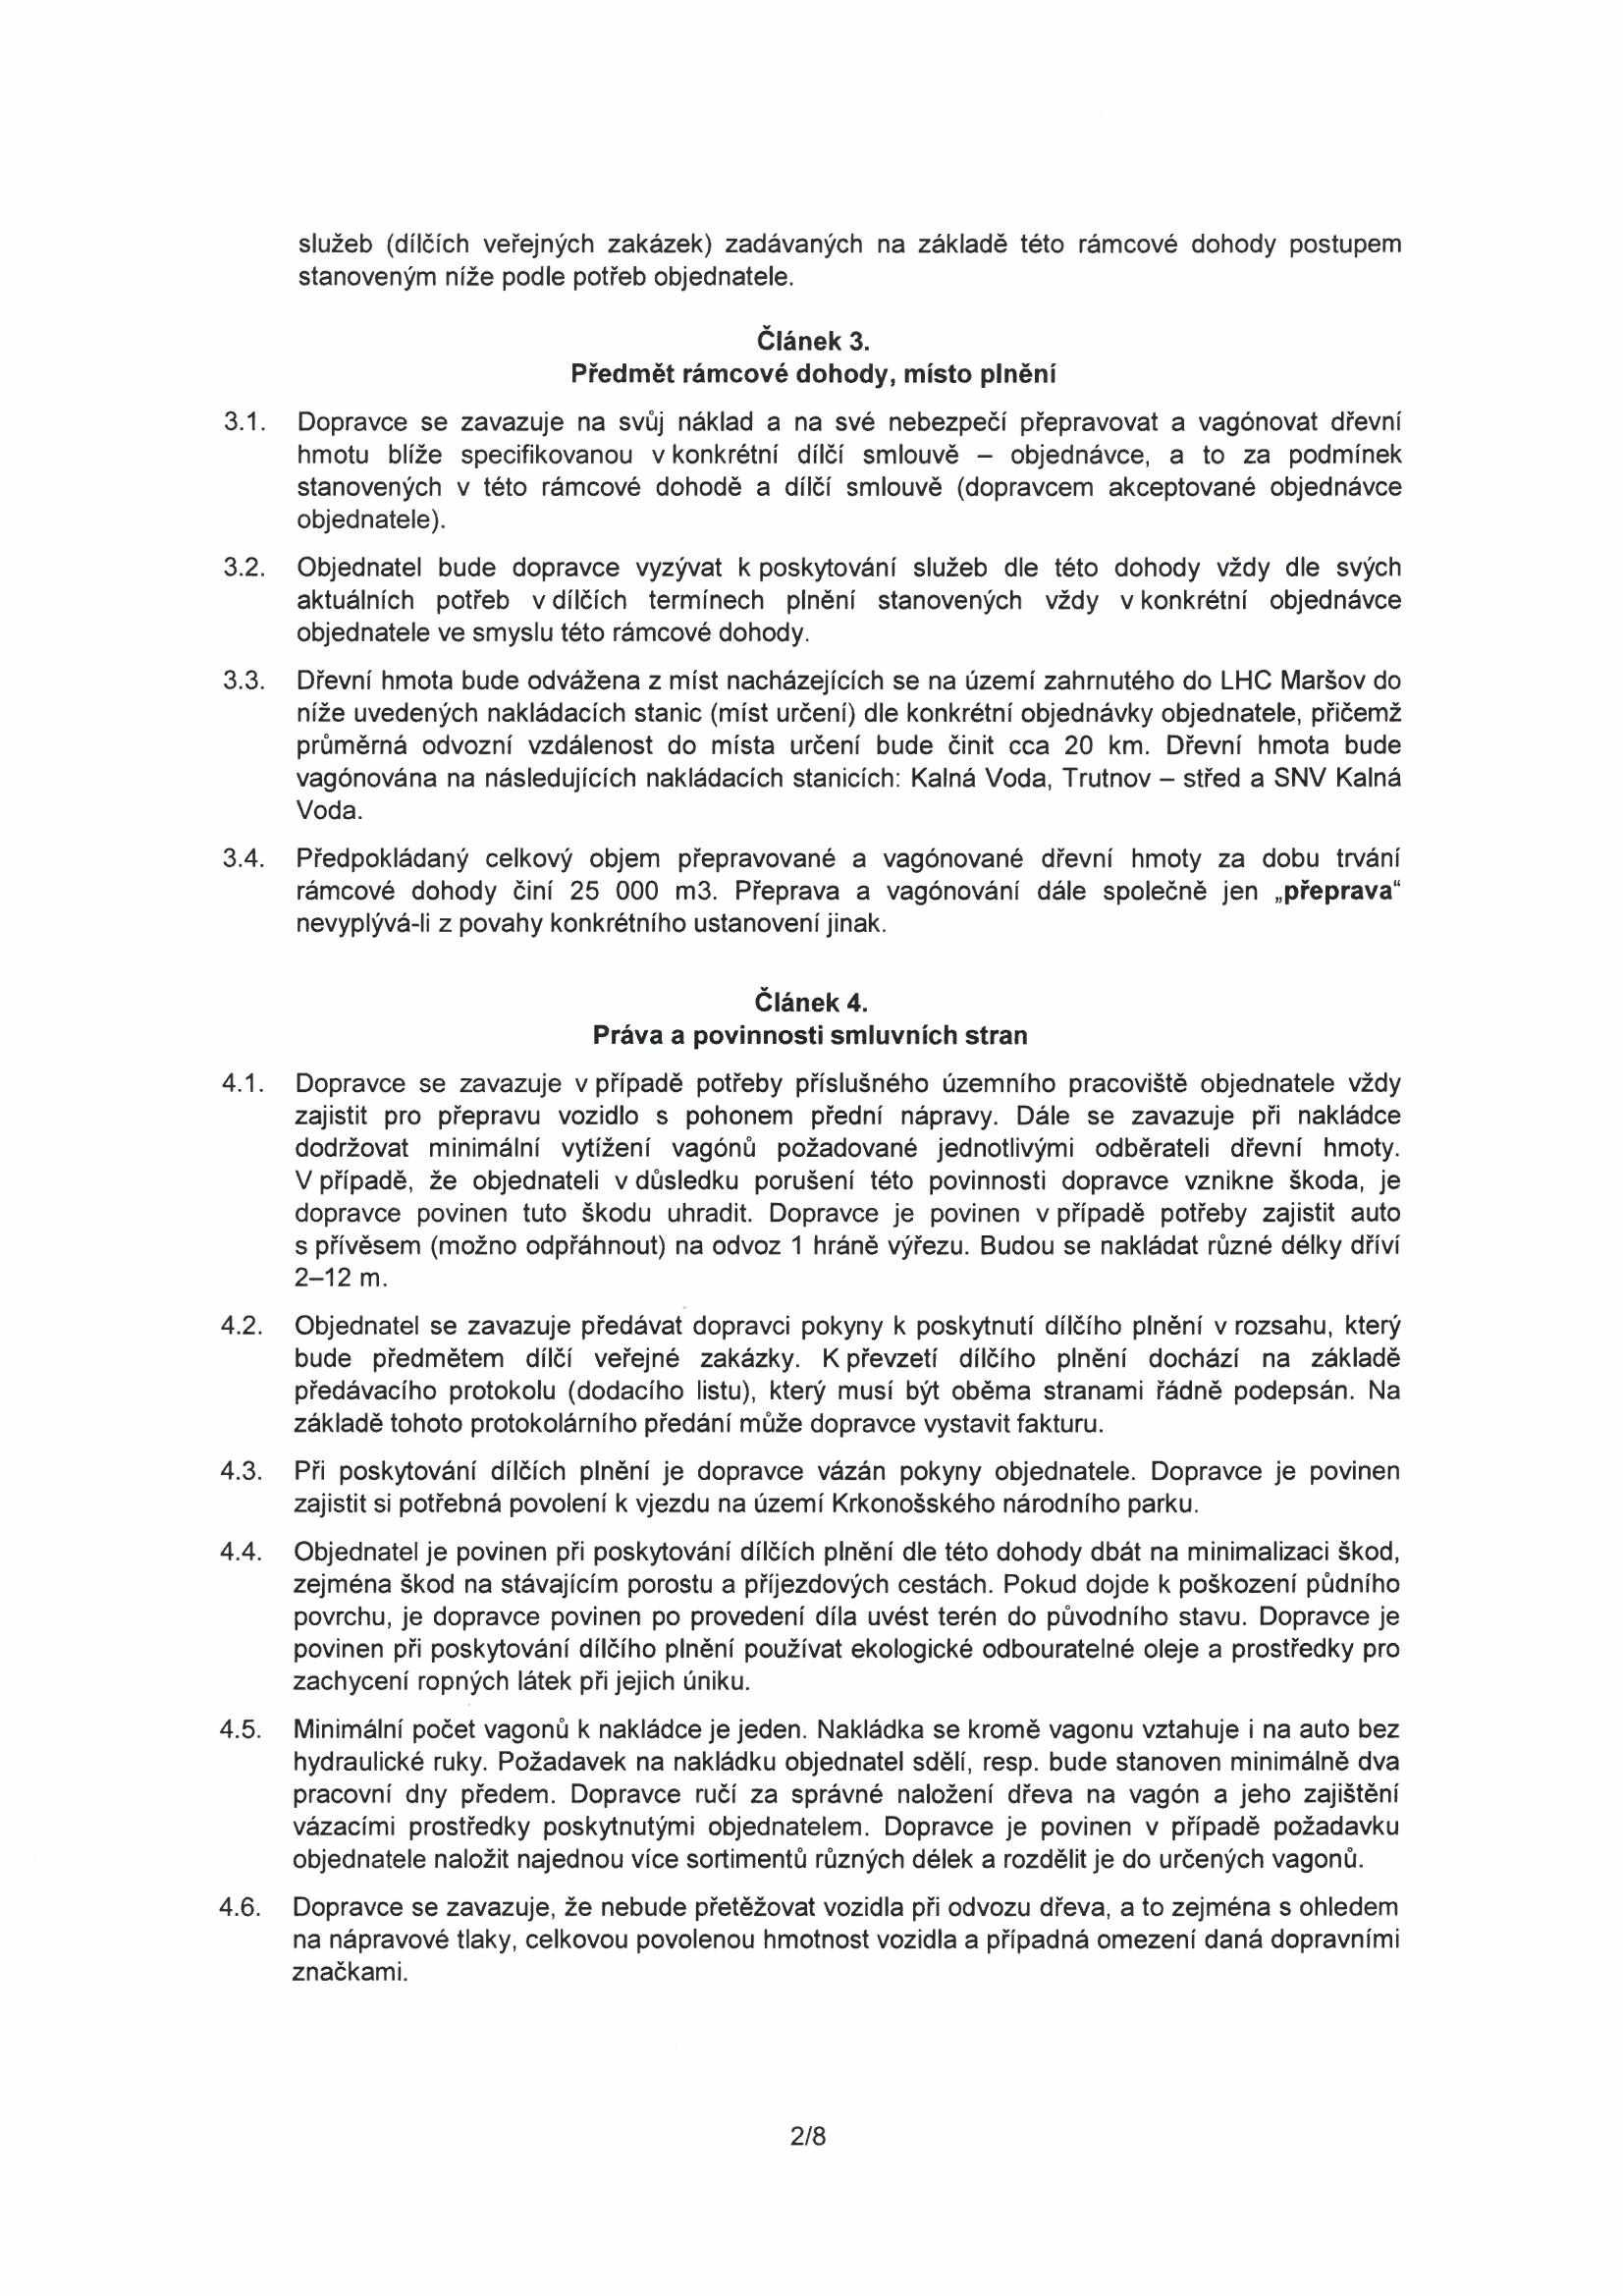 služeb (dílčích veřejných zakázek) zadávaných na základě této rámcové dohody postupem
stanoveným níže podle potřeb objednatele.
Článek 3.
Předmět rámcové dohody, místo plnění
3.1. Dopravce se zavazuje na svůj náklad a na své nebezpečí přepravovat a vagónovat dřevní
hmotu blíže specifikovanou v konkrétní dílčí smlouvě – objednávce, a to za podmínek
stanovených v této rámcové dohodě a dílčí smlouvě (dopravcem akceptované objednávce
objednatele).
3.2. Objednatel bude dopravce vyzývat k poskytování služeb dle této dohody vždy dle svých
aktuálních potřeb v dílčích termínech plnění stanovených vždy v konkrétní objednávce
objednatele ve smyslu této rámcové dohody.
3.3. Dřevní hmota bude odvážena z míst nacházejících se na území zahrnutého do LHC Maršov do
níže uvedených nakládacích stanic (míst určení) dle konkrétní objednávky objednatele, přičemž
průměrná odvozní vzdálenost do místa určení bude činit cca 20 km. Dřevní hmota bude
vagónována na následujících nakládacích stanicích: Kalná Voda, Trutnov – střed a SNV Kalná
Voda.
3.4. Předpokládaný celkový objem přepravované a vagónované dřevní hmoty za dobu trvání
rámcové dohody činí 25 000 m3. Přeprava a vagónování dále společně jen „přeprava“
nevyplývá-li z povahy konkrétního ustanovení jinak.
Článek 4.
Práva a povinnosti smluvních stran
4.1. Dopravce se zavazuje v případě potřeby příslušného územního pracoviště objednatele vždy
zajistit pro přepravu vozidlo s pohonem přední nápravy. Dále se zavazuje při nakládce
dodržovat minimální vytížení vagónů požadované jednotlivými odběrateli dřevní hmoty.
V případě, že objednateli v důsledku porušení této povinnosti dopravce vznikne škoda, je
dopravce povinen tuto škodu uhradit. Dopravce je povinen v případě potřeby zajistit auto
s přívěsem (možno odpřáhnout) na odvoz 1 hráně výřezu. Budou se nakládat různé délky dříví
2–12 m.
4.2. Objednatel se zavazuje předávat dopravci pokyny k poskytnutí dílčího plnění v rozsahu, který
bude předmětem dílčí veřejné zakázky. K převzetí dílčího plnění dochází na základě
předávacího protokolu (dodacího listu), který musí být oběma stranami řádně podepsán. Na
základě tohoto protokolárního předání může dopravce vystavit fakturu.
4.3. Při poskytování dílčích plnění je dopravce vázán pokyny objednatele. Dopravce je povinen
zajistit si potřebná povolení k vjezdu na území Krkonošského národního parku.
4.4. Objednatel je povinen při poskytování dílčích plnění dle této dohody dbát na minimalizaci škod,
zejména škod na stávajícím porostu a příjezdových cestách. Pokud dojde k poškození půdního
povrchu, je dopravce povinen po provedení díla uvést terén do původního stavu. Dopravce je
povinen při poskytování dílčího plnění používat ekologické odbouratelné oleje a prostředky pro
zachycení ropných látek při jejich úniku.
4.5. Minimální počet vagonů k nakládce je jeden. Nakládka se kromě vagonu vztahuje i na auto bez
hydraulické ruky. Požadavek na nakládku objednatel sdělí, resp. bude stanoven minimálně dva
pracovní dny předem. Dopravce ručí za správné naložení dřeva na vagón a jeho zajištění
vázacími prostředky poskytnutými objednatelem. Dopravce je povinen v případě požadavku
objednatele naložit najednou více sortimentů různých délek a rozdělit je do určených vagonů.
4.6. Dopravce se zavazuje, že nebude přetěžovat vozidla při odvozu dřeva, a to zejména s ohledem
na nápravové tlaky, celkovou povolenou hmotnost vozidla a případná omezení daná dopravními
značkami.
2/8